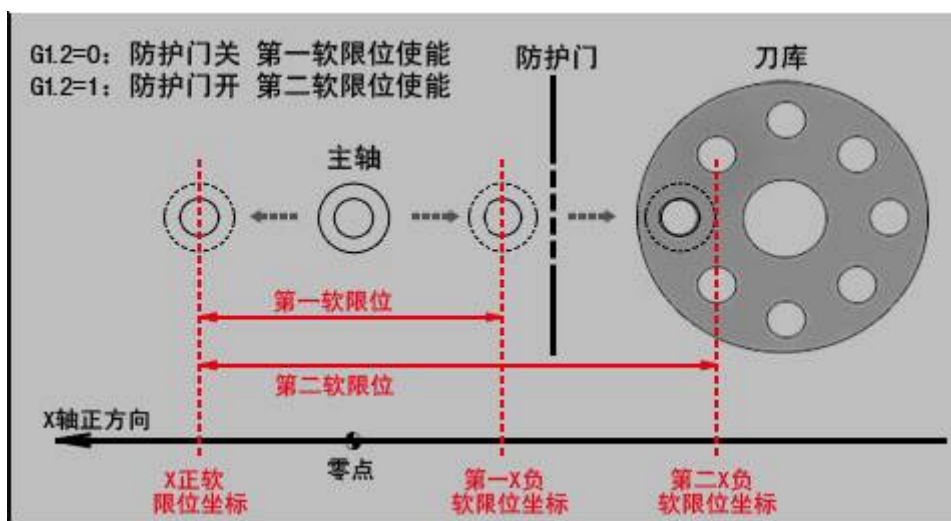 G1.2=0：防护门关 第一软限位使能
G1.2=1：防护门开 第二软限位使能
防护门
刀库
主轴
第一软限位
第二软限位
X轴正方向
零点
X正软
限位坐标
第一X负
软限位坐标
第二X负
软限位坐标